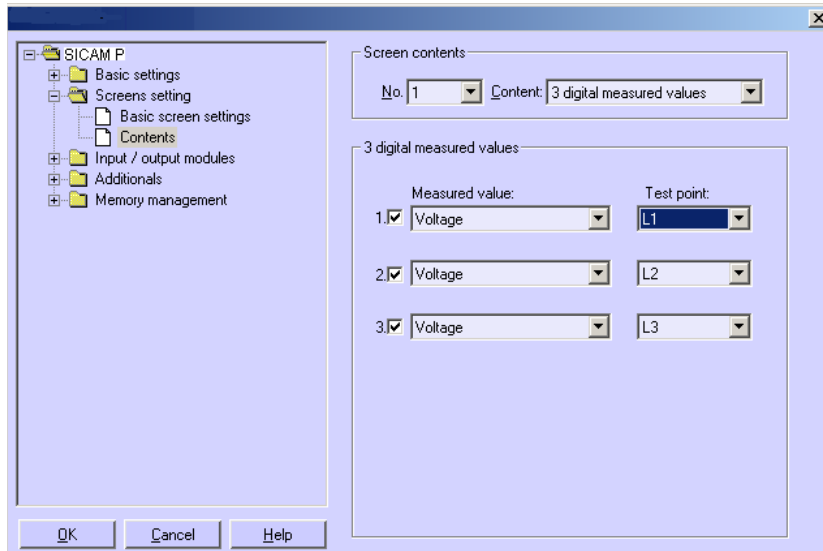 SICAM P
Basic settings
Screens setting
Basic screen settings
Contents
Input / output modules
Additionals
Memory management
OK
Cancel
Help
Screen contents
No. 1 Content: 3 digital measured values
3 digital measured values
Measured value: Test point:
1. Voltage L1
2. Voltage L2
3. Voltage L3